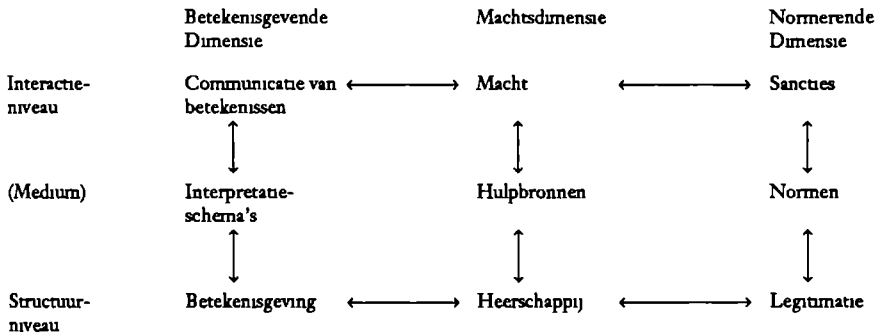 Betekenisgevende Machtsdimensie Normerende
Dimensie Dimensie
Interactie- Communicatie van Macht Sancties
niveau betekenissen
(Medium) Interpretatie- Hulpbronnen Normen
schema's
Structuur- Betekenisgeving Heerschappij Legitimatie
niveau